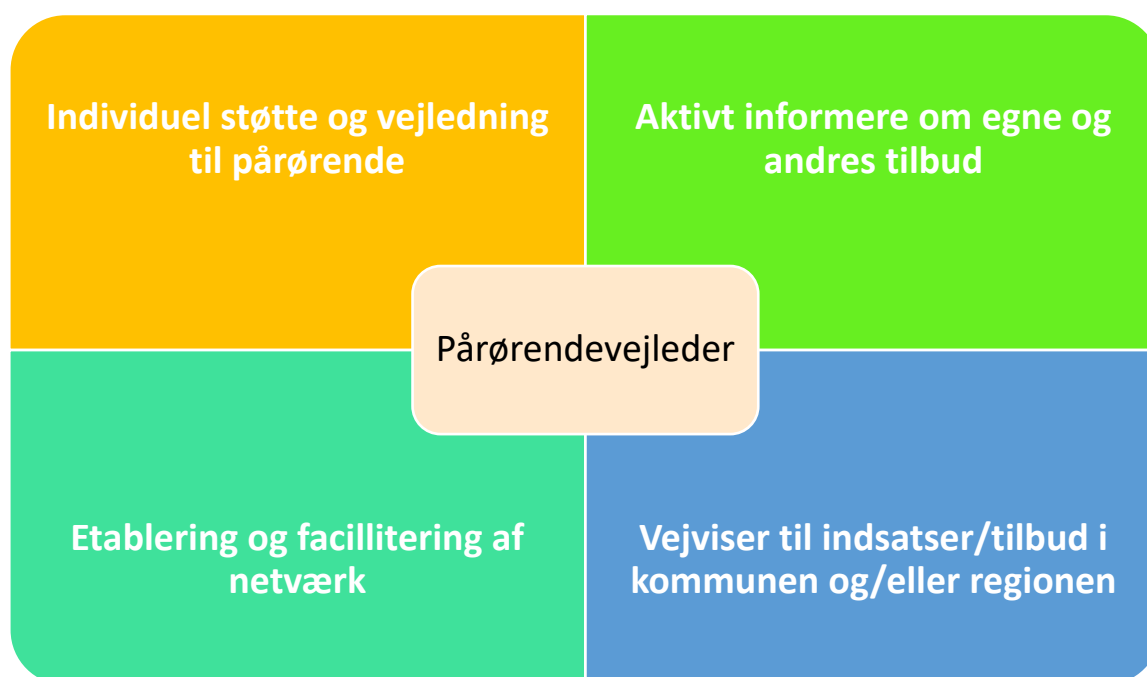 Individuel støtte og vejledning
til pårørende
Aktivt informere om egne og
andres tilbud
Pårørendevejleder
Etablering og facillitering af
netværk
Vejviser til indsatser/tilbud i
kommunen og/eller regionen